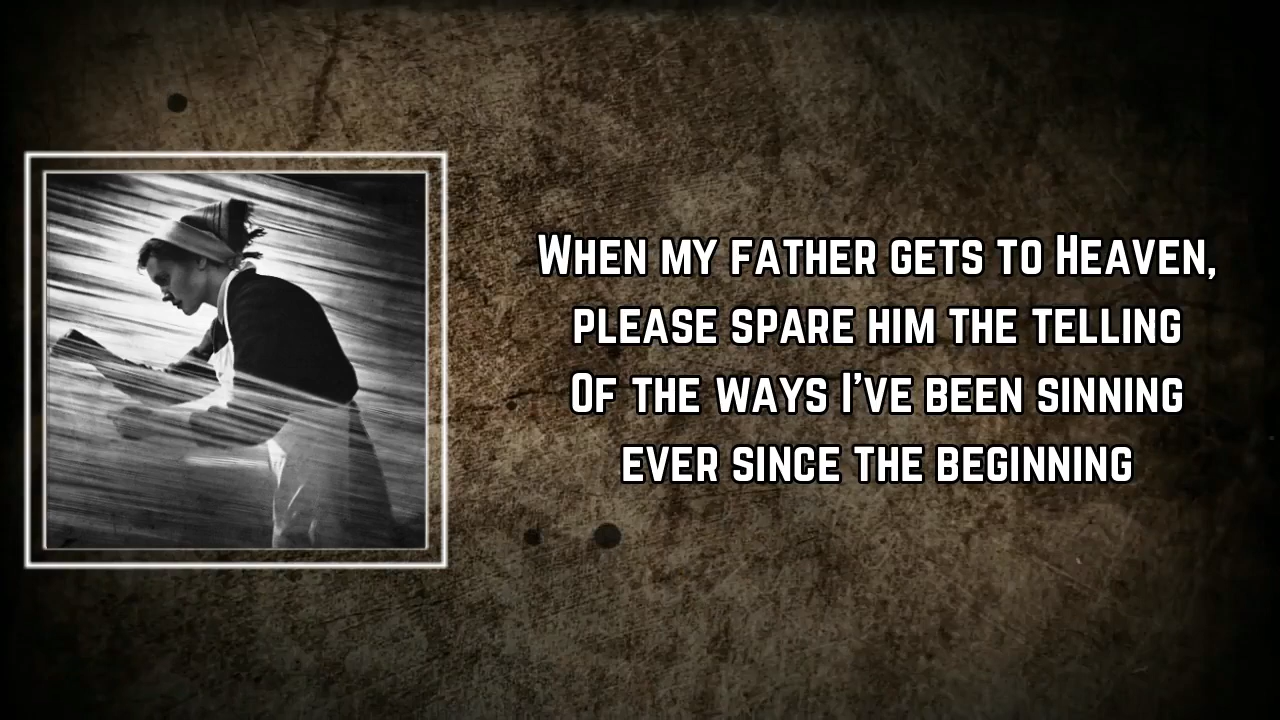 When my father gets to Heaven,
please spare him the telling
Of the ways I've been sinning
ever since the beginning